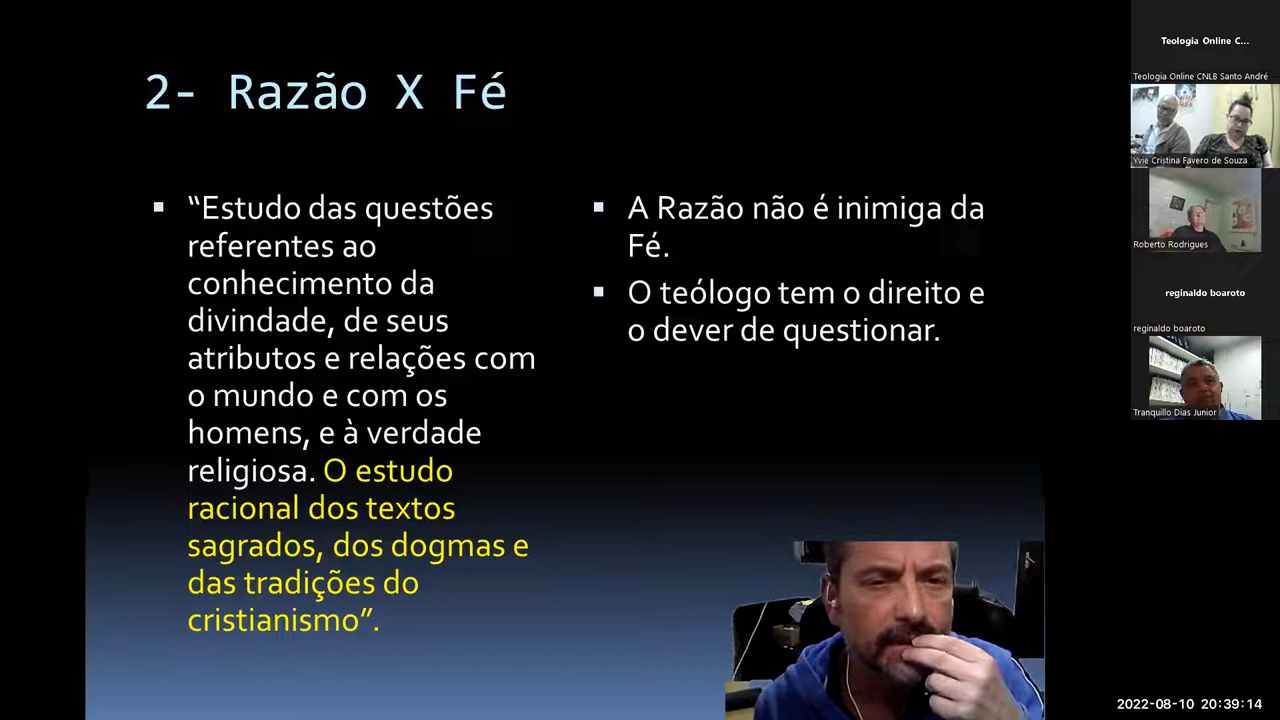 2- Razão X Fé
▪ “Estudo das questões
referentes ao
conhecimento da
divindade, de seus
atributos e relações com
o mundo e com os
homens, e à verdade
religiosa. O estudo
racional dos textos
sagrados, dos dogmas e
das tradições do
cristianismo”.
▪ A Razão não é inimiga da
Fé.
▪ O teólogo tem o direito e
o dever de questionar.
Teologia Online C...
Teologia Online CNLB Santo André
Yvie Cristina Favero de Souza
Roberto Rodrigues
reginaldo boaroto
reginaldo boaroto
Tranquillo Dias Junior
2022-08-10 20:39:14